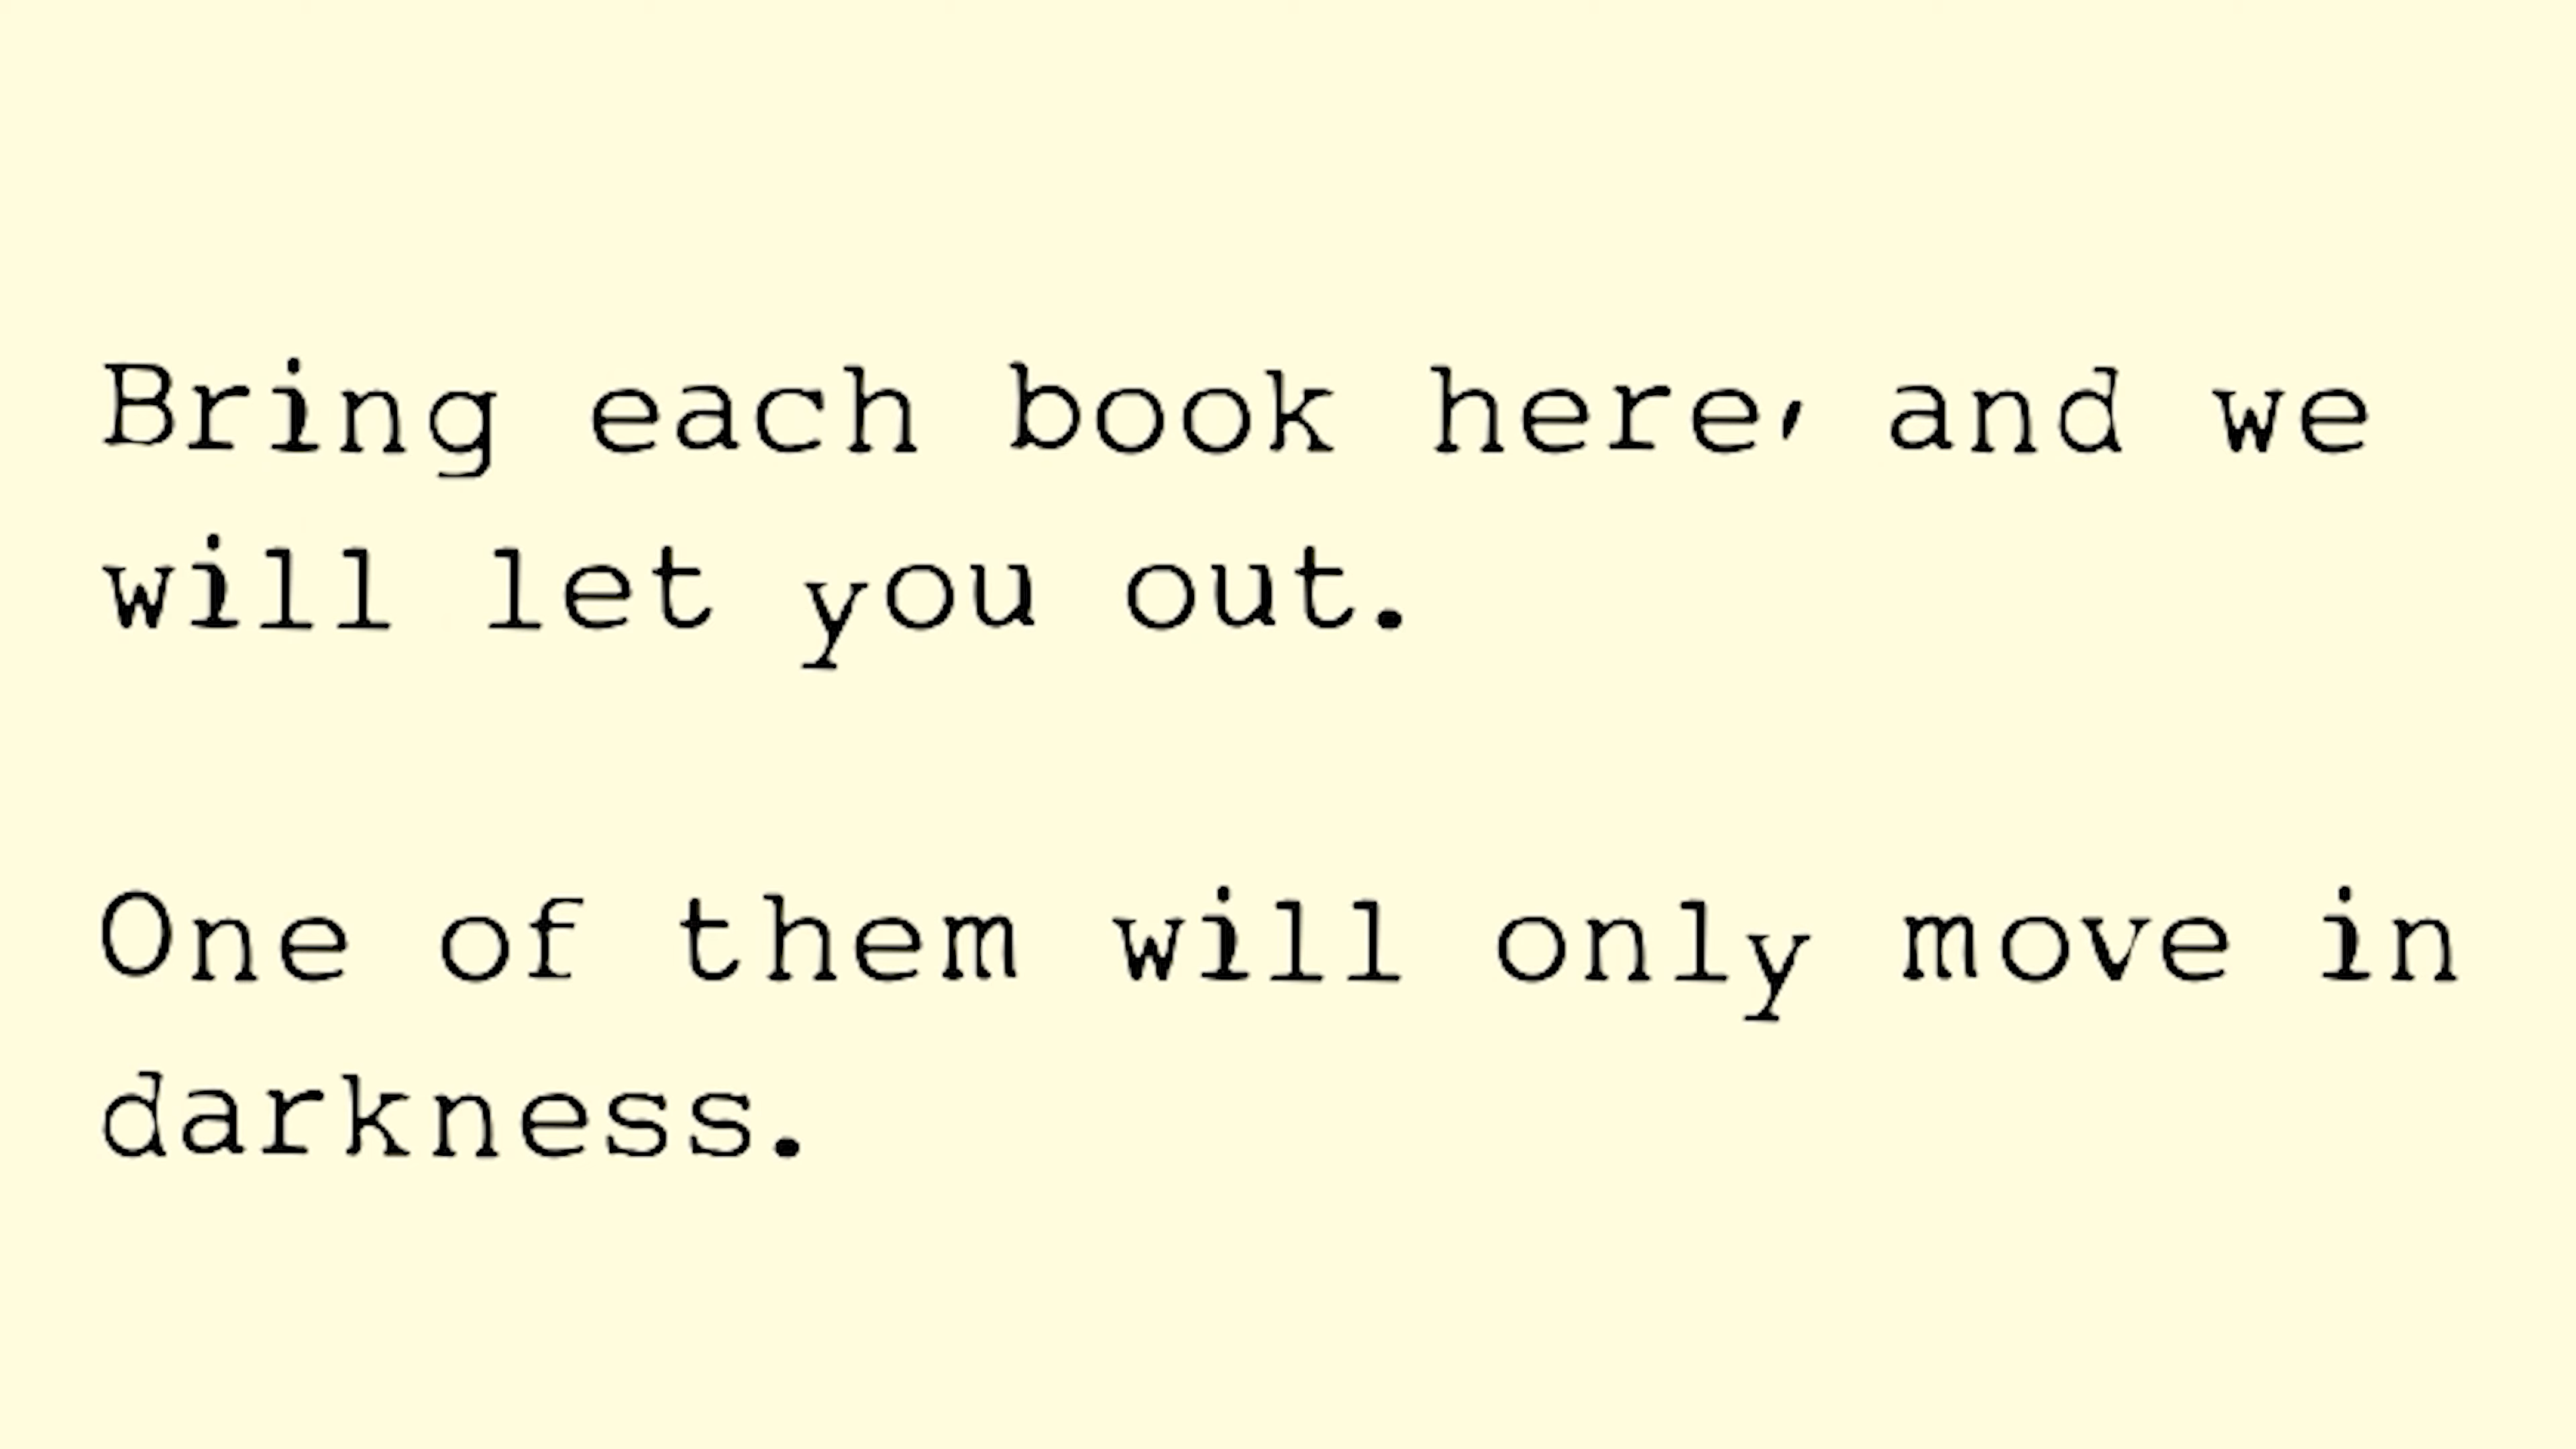 Bring each book here, and we
will let you out.
One of them will only move in
darkness.